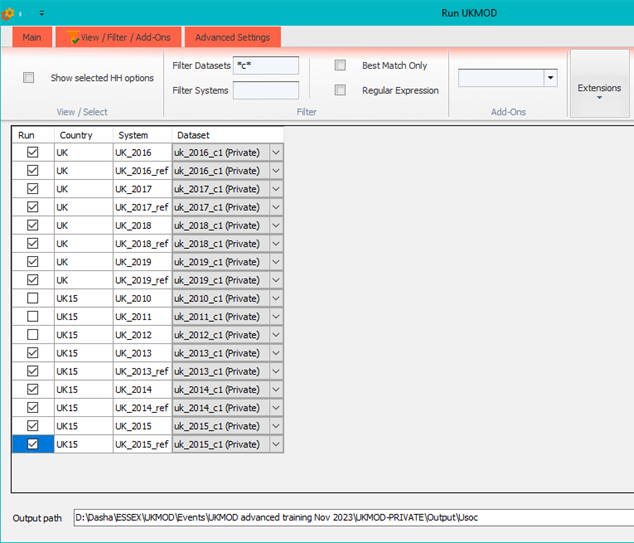 Run UKMOD
Main View / Filter / Add-Ons Advanced Settings
Show selected HH options
Filter Datasets *c*
Filter Systems
Best Match Only
Regular Expression
Extensions
View / Select Filter Add-Ons
Run Country System Dataset
UK UK_2016 uk_2016_c1 (Private)
UK UK_2016_ref uk_2016_c1 (Private)
UK UK_2017 uk_2017_c1 (Private)
UK UK_2017_ref uk_2017_c1 (Private)
UK UK_2018 uk_2018_c1 (Private)
UK UK_2018_ref uk_2018_c1 (Private)
UK UK_2019 uk_2019_c1 (Private)
UK UK_2019_ref uk_2019_c1 (Private)
UK15 UK_2010 uk_2010_c1 (Private)
UK15 UK_2011 uk_2011_c1 (Private)
UK15 UK_2012 uk_2012_c1 (Private)
UK15 UK_2013 uk_2013_c1 (Private)
UK15 UK_2013_ref uk_2013_c1 (Private)
UK15 UK_2014 uk_2014_c1 (Private)
UK15 UK_2014_ref uk_2014_c1 (Private)
UK15 UK_2015 uk_2015_c1 (Private)
UK15 UK_2015_ref uk_2015_c1 (Private)
Output path D:\Dasha\ESSEX\UKMOD\Events\UKMOD advanced training Nov 2023\UKMOD-PRIVATE\Output\Usoc